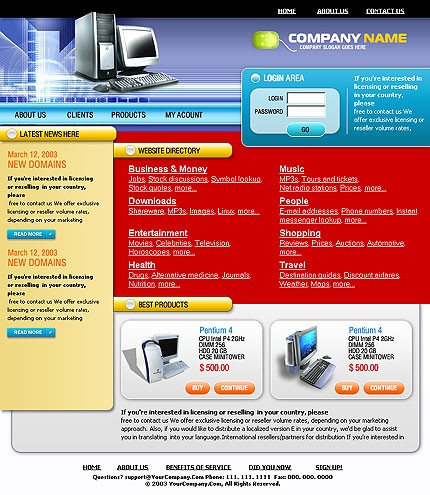 HOME ABOUT US CONTACT US
COMPANY NAME
COMPANY SLOGAN GOES HERE
LOGIN AREA
LOGIN
PASSWORD
GO
If you're interested in
licensing or reselling
in your country,
please
free to contact us We
offer exclusive licensing
or reseller volume rates,
ABOUT US CLIENTS PRODUCTS MY ACOUNT
LATEST NEWS HERE
March 12, 2003
NEW DOMAINS
If you're interested in licensing
or reselling in your country,
please
free to contact us We offer exclusive
licensing or reseller volume rates,
depending on your marketing
READ MORE
March 12, 2003
NEW DOMAINS
If you're interested in licensing
or reselling in your country,
please
free to contact us We offer exclusive
licensing or reseller volume rates,
depending on your marketing
READ MORE
WEBSITE DIRECTORY
Business & Money
Jobs, Stock discussions, Symbol lookup,
Stock quotes, more...
Music
MP3s, Tours and tickets,
Net radio stations, Prices, more...
Downloads
Shareware, MP3s, Images, Linux, more...
People
E-mail addresses, Phone numbers, Instant
messenger lookup, more...
Entertainment
Movies, Celebrities, Television,
Horoscopes, more...
Shopping
Reviews, Prices, Auctions, Automotive,
more...
Health
Drugs, Alternative medicine, Journals,
Nutrition, more...
Travel
Destination guides, Discount airfares,
Weather, Maps, more...
BEST PRODUCTS
Pentium 4
CPU Intel P4 2GHz
DIMM 256
HDD 20 GB
CASE MINITOWER
$ 500.00
BUY CONTINUE
Pentium 4
CPU Intel P4 2GHz
DIMM 256
HDD 20 GB
CASE MINITOWER
$ 500.00
BUY CONTINUE
If you're interested in licensing or reselling in your country, please
free to contact us We offer exclusive licensing or reseller volume rates, depending on your marketing
approach. Also, if you would like to distribute a localized version E in your country, we'd be glad to assist
you in translating into your language.International resellers/partners for distribution If you're interested in
HOME ABOUT US BENEFITS OF SERVICE DID YOU NOW SIGN UP!
Questions? support@YourCompany.Com Phone: 111. 111. 1111 Fax: 000. 000. 0000
© 2003 YourCompany.Com, All Rights Reserved.